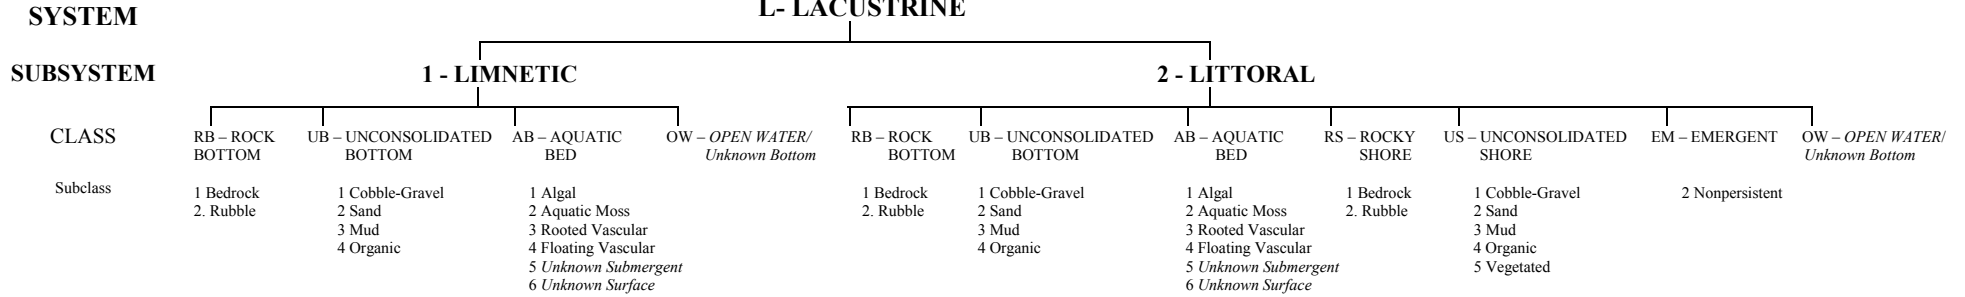 SYSTEM
L- LACUSTRINE
SUBSYSTEM
1 - LIMNETIC
2 - LITTORAL
CLASS
RB – ROCK
BOTTOM
UB – UNCONSOLIDATED
BOTTOM
AB – AQUATIC
BED
OW – OPEN WATER/
Unknown Bottom
RB – ROCK
BOTTOM
UB – UNCONSOLIDATED
BOTTOM
AB – AQUATIC
BED
RS – ROCKY
SHORE
US – UNCONSOLIDATED
SHORE
EM – EMERGENT
OW – OPEN WATER/
Unknown Bottom
Subclass
1 Bedrock
2. Rubble
1 Cobble-Gravel
2 Sand
3 Mud
4 Organic
1 Algal
2 Aquatic Moss
3 Rooted Vascular
4 Floating Vascular
5 Unknown Submergent
6 Unknown Surface
1 Bedrock
2. Rubble
1 Cobble-Gravel
2 Sand
3 Mud
4 Organic
1 Algal
2 Aquatic Moss
3 Rooted Vascular
4 Floating Vascular
5 Unknown Submergent
6 Unknown Surface
1 Bedrock
2. Rubble
1 Cobble-Gravel
2 Sand
3 Mud
4 Organic
5 Vegetated
2 Nonpersistent